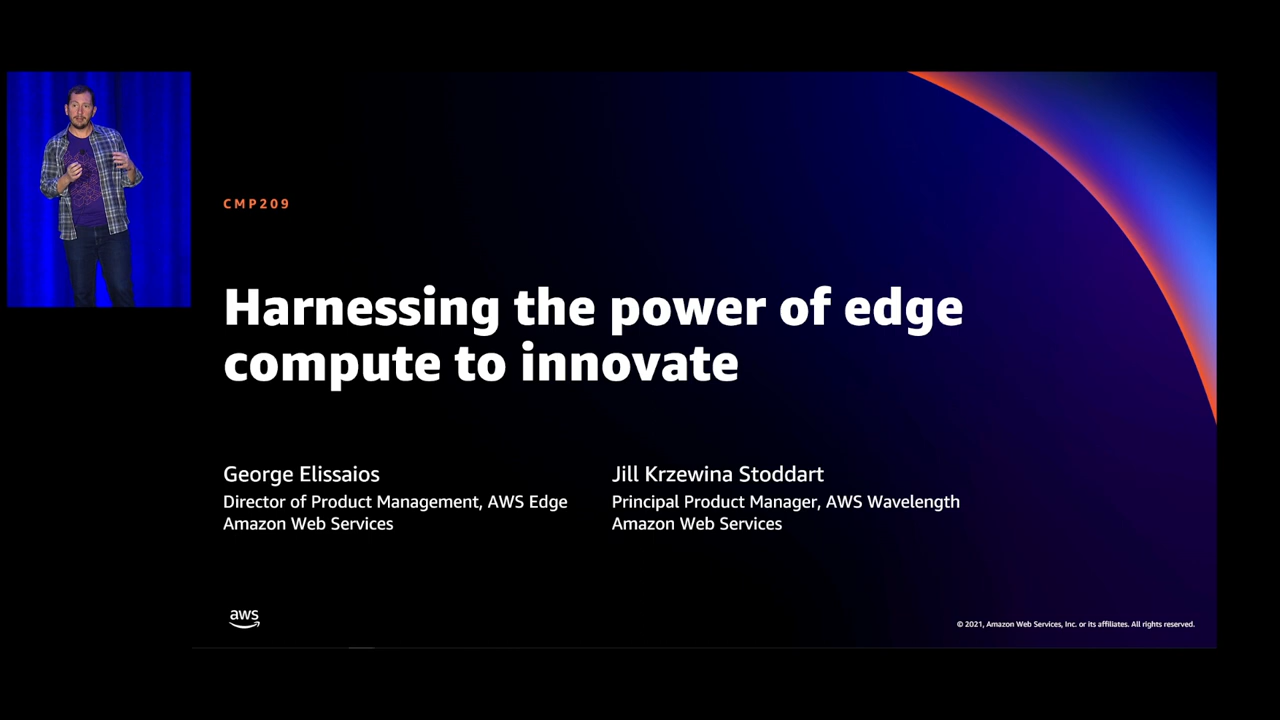 CMP209
Harnessing the power of edge
compute to innovate
George Elissaios
Director of Product Management, AWS Edge
Amazon Web Services
Jill Krzewina Stoddart
Principal Product Manager, AWS Wavelength
Amazon Web Services
aws
© 2021, Amazon Web Services, Inc. or its affiliates. All rights reserved.